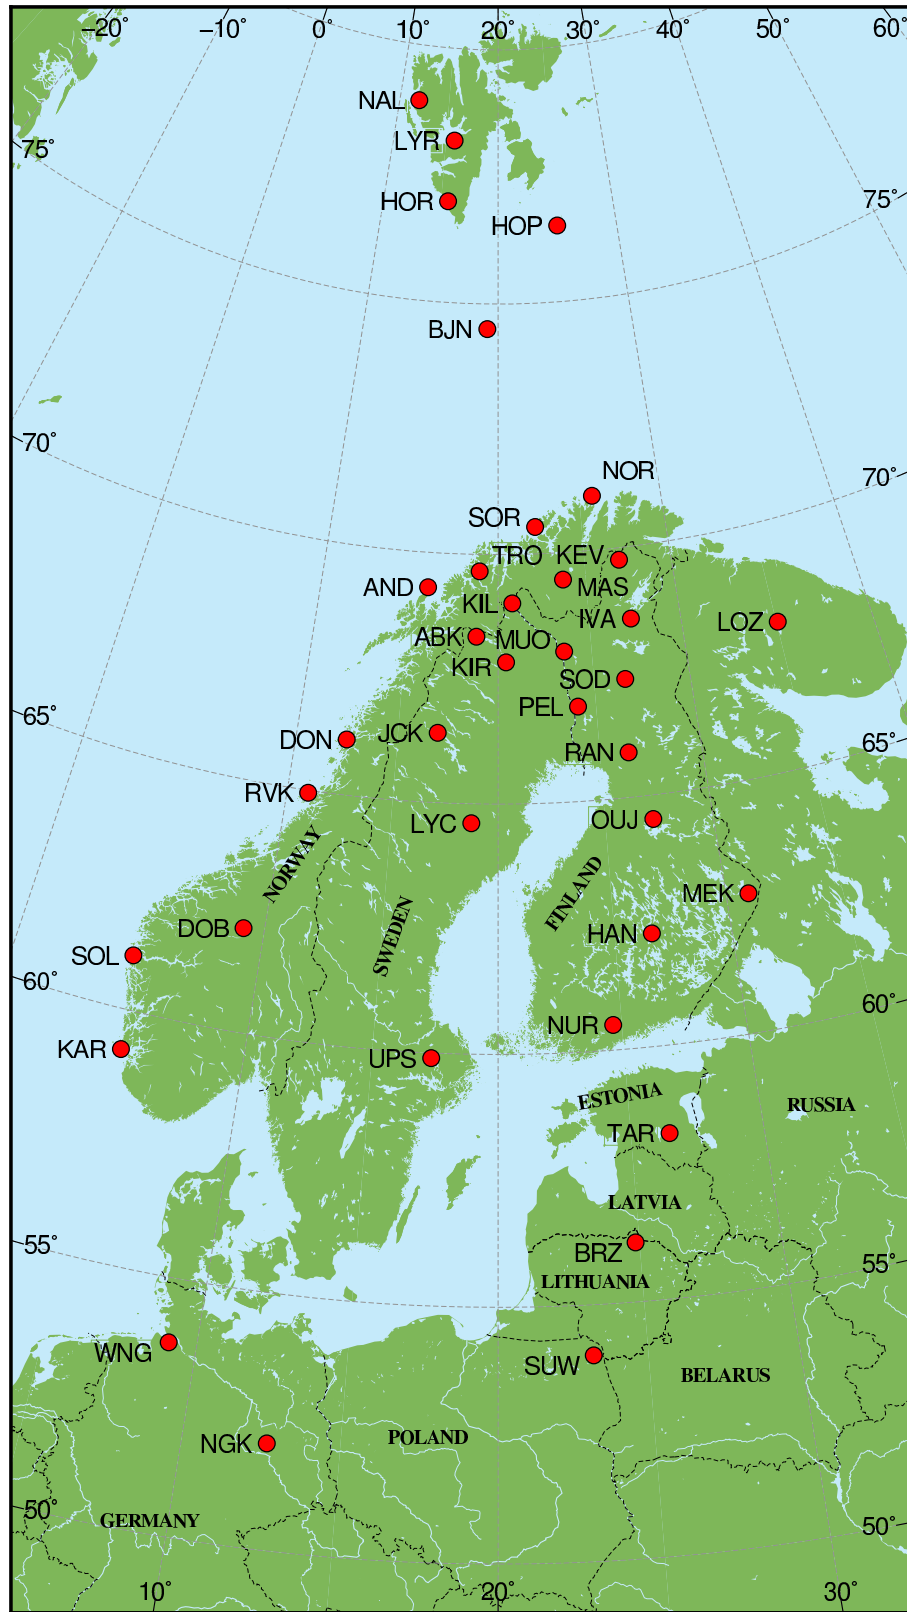 -20° -10° 0° 10° 20° 30° 40° 50° 60°
NAL
LYR
75°
75°
HOR
HOP
BJN
70°
NOR
70°
SOR
TRO KEV
AND MAS
KIL IVA
LOZ
ABK MUO
KIR
SOD
PEL
65°
JCK
DON
65°
RAN
RVK
LYC
OUJ
NORWAY
FINLAND
MEK
SWEDEN
DOB
HAN
SOL
60°
60°
NUR
KAR
UPS
ESTONIA
RUSSIA
TAR
LATVIA
55°
BRZ
55°
LITHUANIA
WNG
SUW
BELARUS
POLAND
NGK
50°
GERMANY
50°
10° 20° 30°